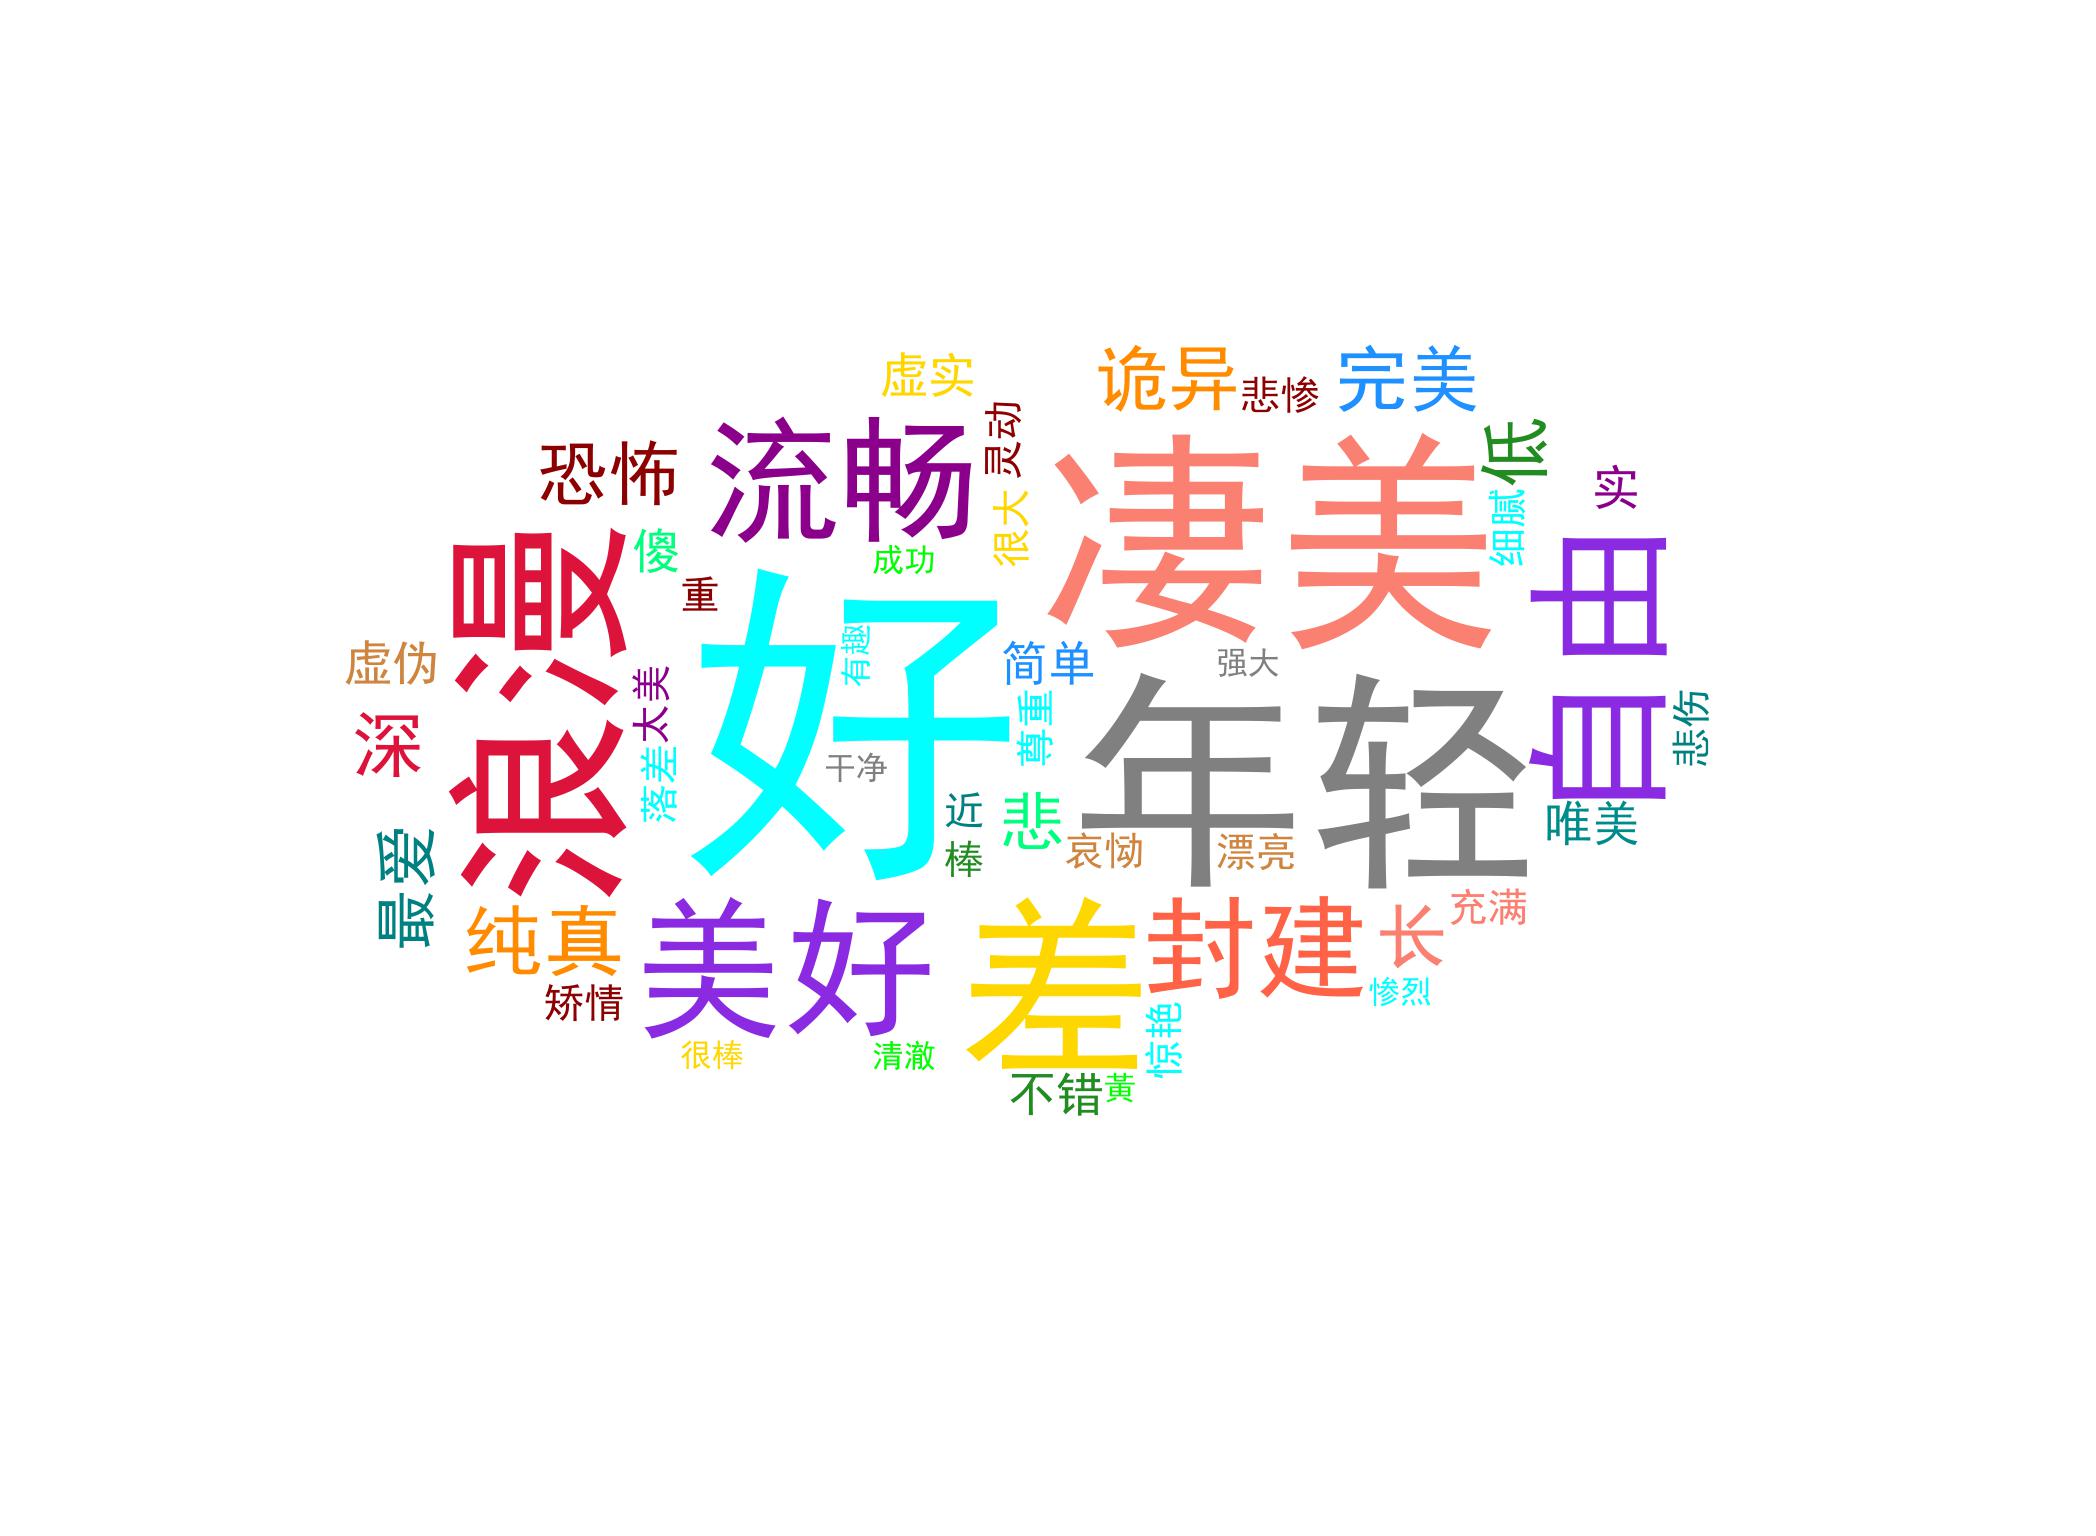 诡异
完美
虚实
悲惨
流畅
灵动
凄美
低
恐怖
实
细腻
很大
傻
成功
重
浪漫
好
有趣
自由
虚伪
太美
简单
强大
尊重
年轻
悲伤
深
落差
干净
近
悲
唯美
哀恸
漂亮
棒
最爱
纯真
美好
差
封建
长
充满
矫情
惨烈
惊艳
很棒
清澈
不错
黃